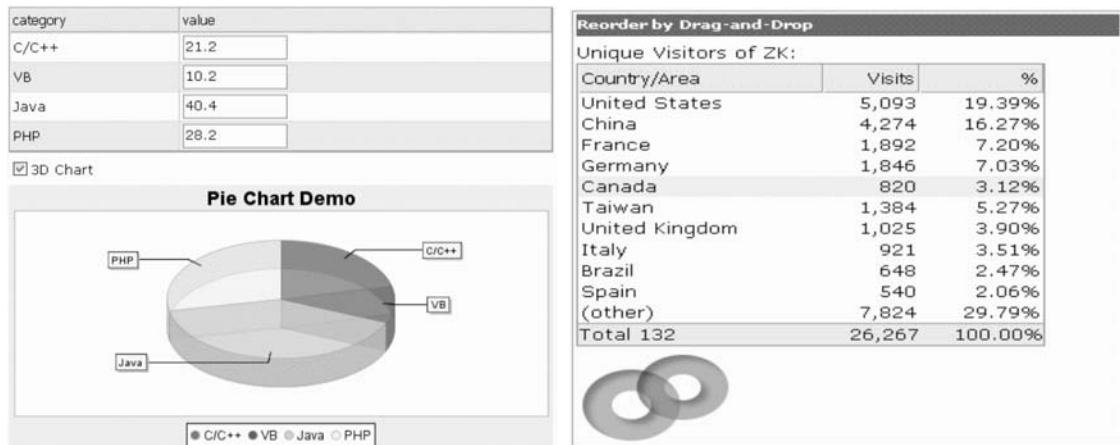 category value
C/C++ 21.2
VB 10.2
Java 40.4
PHP 28.2
3D Chart
Pie Chart Demo
C/C++
PHP
VB
Java
C/C++ VB Java PHP
Reorder by Drag-and-Drop
Unique Visitors of ZK:
Country/Area Visits %
United States 5,093 19.39%
China 4,274 16.27%
France 1,892 7.20%
Germany 1,846 7.03%
Canada 820 3.12%
Taiwan 1,384 5.27%
United Kingdom 1,025 3.90%
Italy 921 3.51%
Brazil 648 2.47%
Spain 540 2.06%
(other) 7,824 29.79%
Total 132 26,267 100.00%